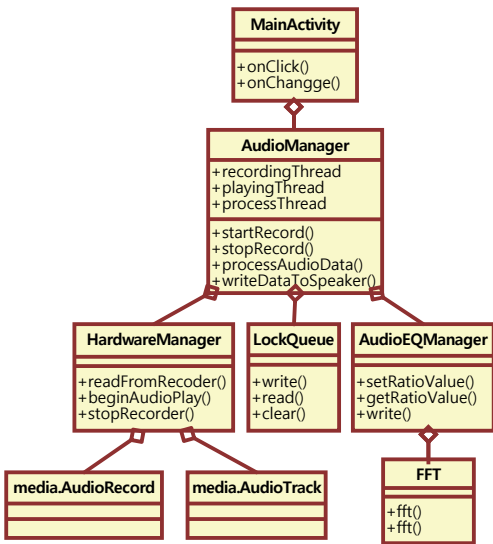 MainActivity
+onClick()
+onChangge()
AudioManager
+recordingThread
+playingThread
+processThread
+startRecord()
+stopRecord()
+processAudioData()
+writeDataToSpeaker()
HardwareManager
+readFromRecoder()
+beginAudioPlay()
+stopRecorder()
LockQueue
+write()
+read()
+clear()
AudioEQManager
+setRatioValue()
+getRatioValue()
+write()
media.AudioRecord
media.AudioTrack
FFT
+fft()
+fft()